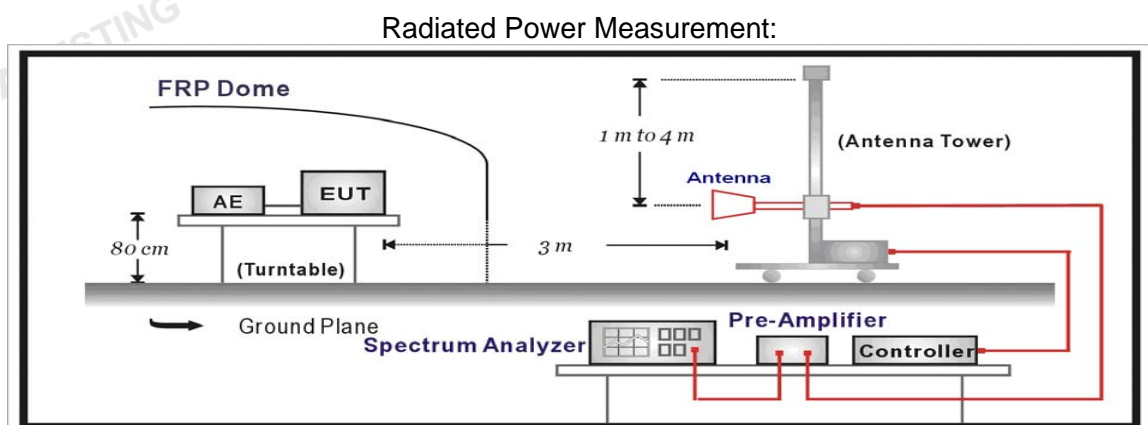 Radiated Power Measurement:
FRP Dome
1 m to 4 m
(Antenna Tower)
Antenna
AE
EUT
80 cm
3 m
(Turntable)
Ground Plane
Spectrum Analyzer
Pre-Amplifier
Controller